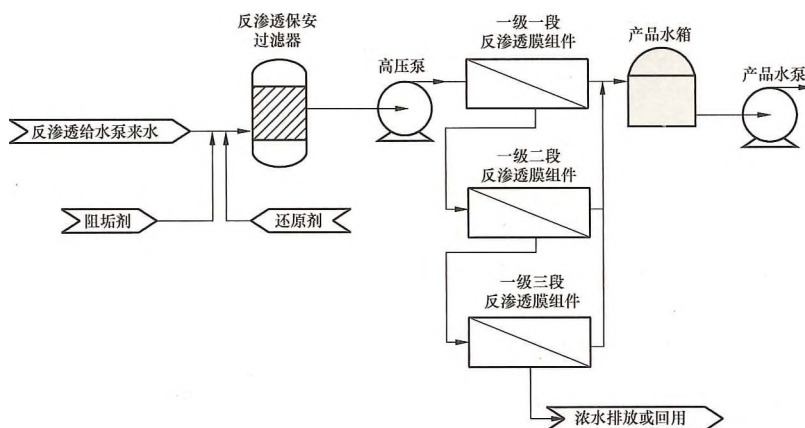 反渗透保安
过滤器
高压泵
一级一段
反渗透膜组件
产品水箱
产品水泵
反渗透给水泵来水
阻垢剂
还原剂
一级二段
反渗透膜组件
一级三段
反渗透膜组件
浓水排放或回用